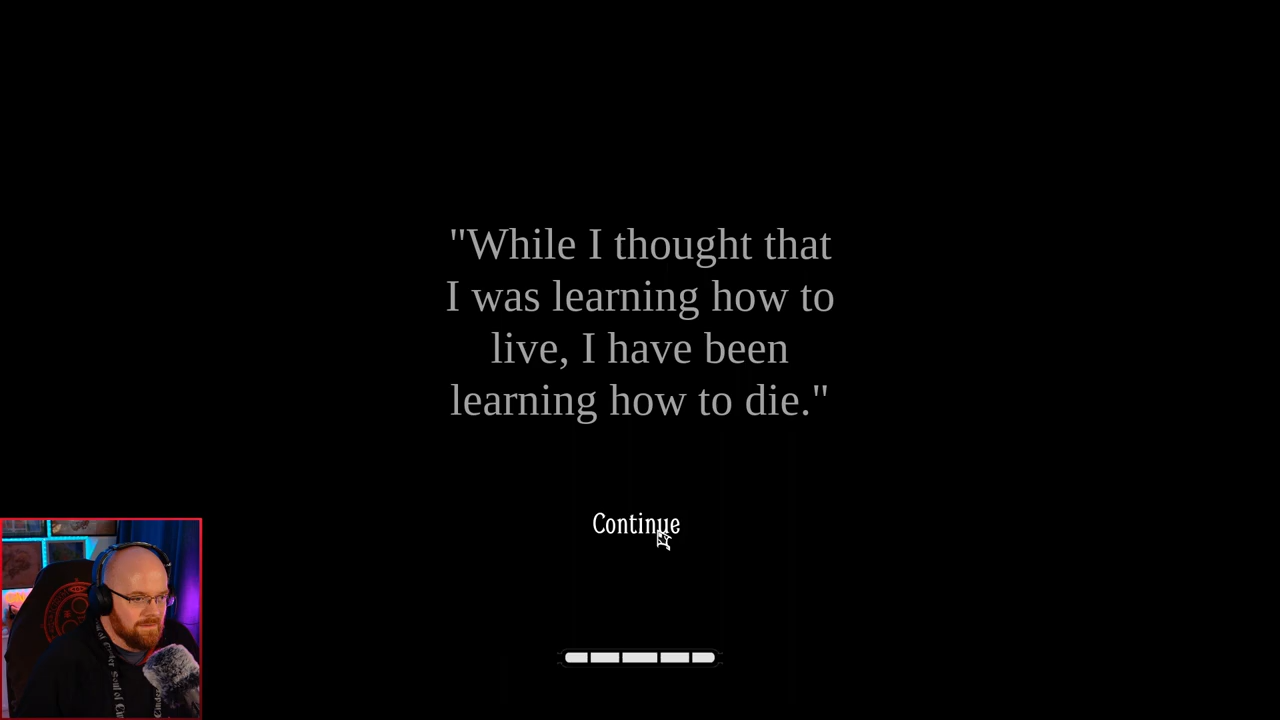 "While I thought that
I was learning how to
live, I have been
learning how to die."
Continue